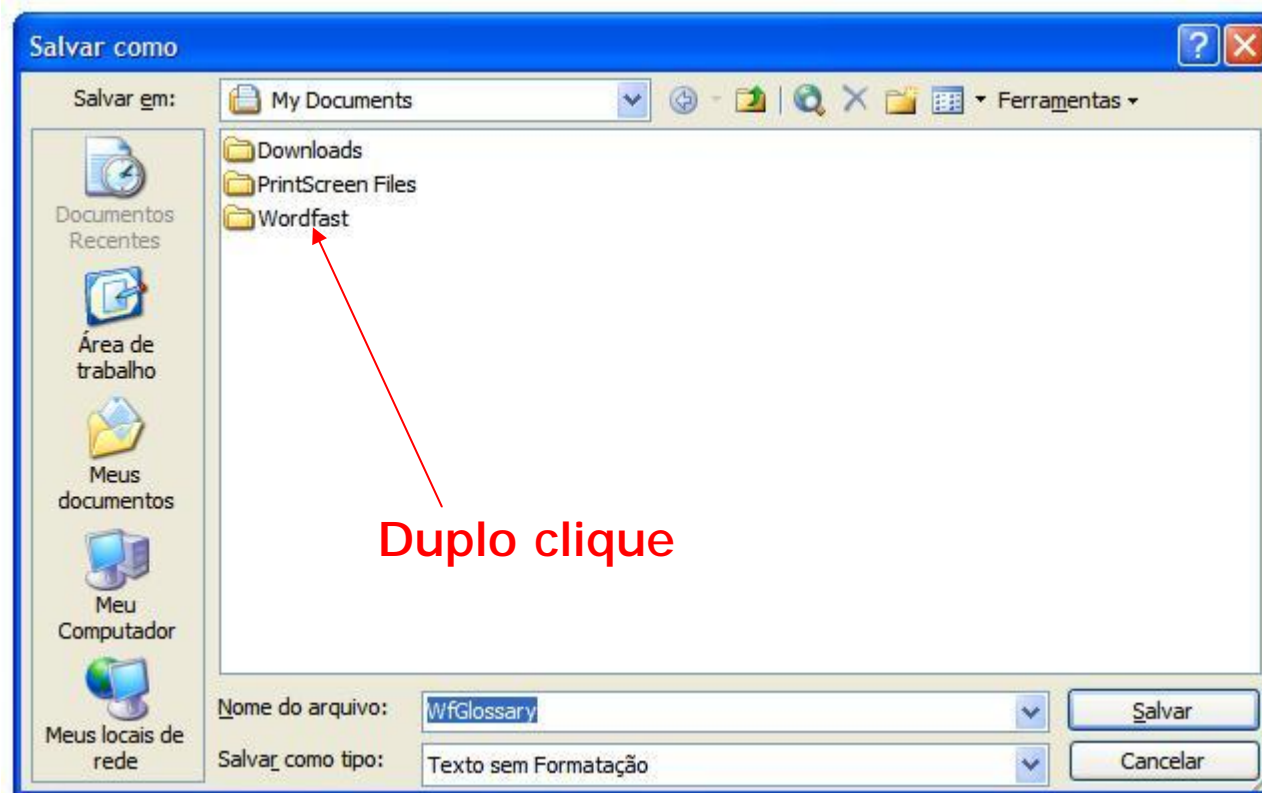 Salvar como
Salvar em:
My Documents
Ferramentas
Downloads
PrintScreen Files
Wordfast
Documentos
Recentes
Área de
trabalho
Meus
documentos
Meu
Computador
Meus locais de
rede
Duplo clique
Nome do arquivo:
WfGlossary
Salvar
Salvar como tipo:
Texto sem Formatação
Cancelar